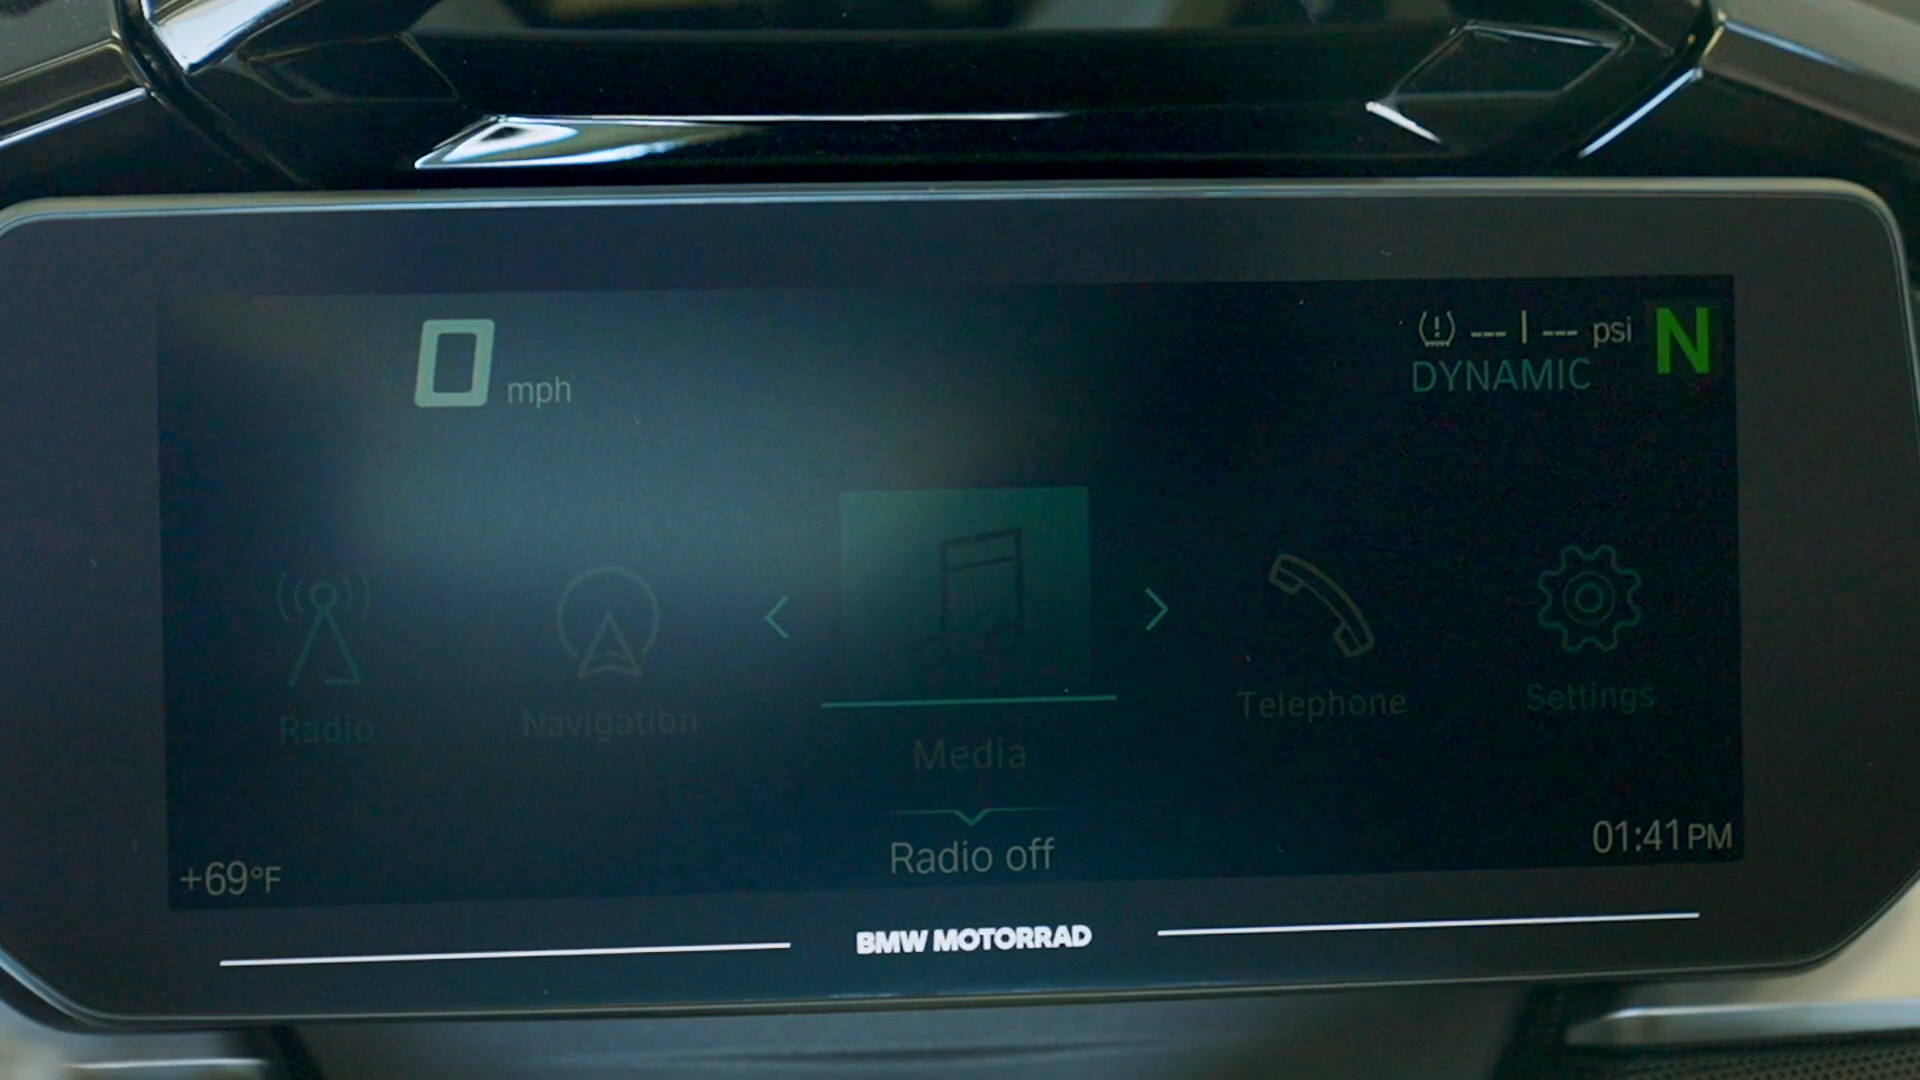 0 mph
--- | --- psi N
DYNAMIC
Radio
Navigation
Media
Telephone
Settings
Radio off
+69°F
01:41PM
BMW MOTORRAD